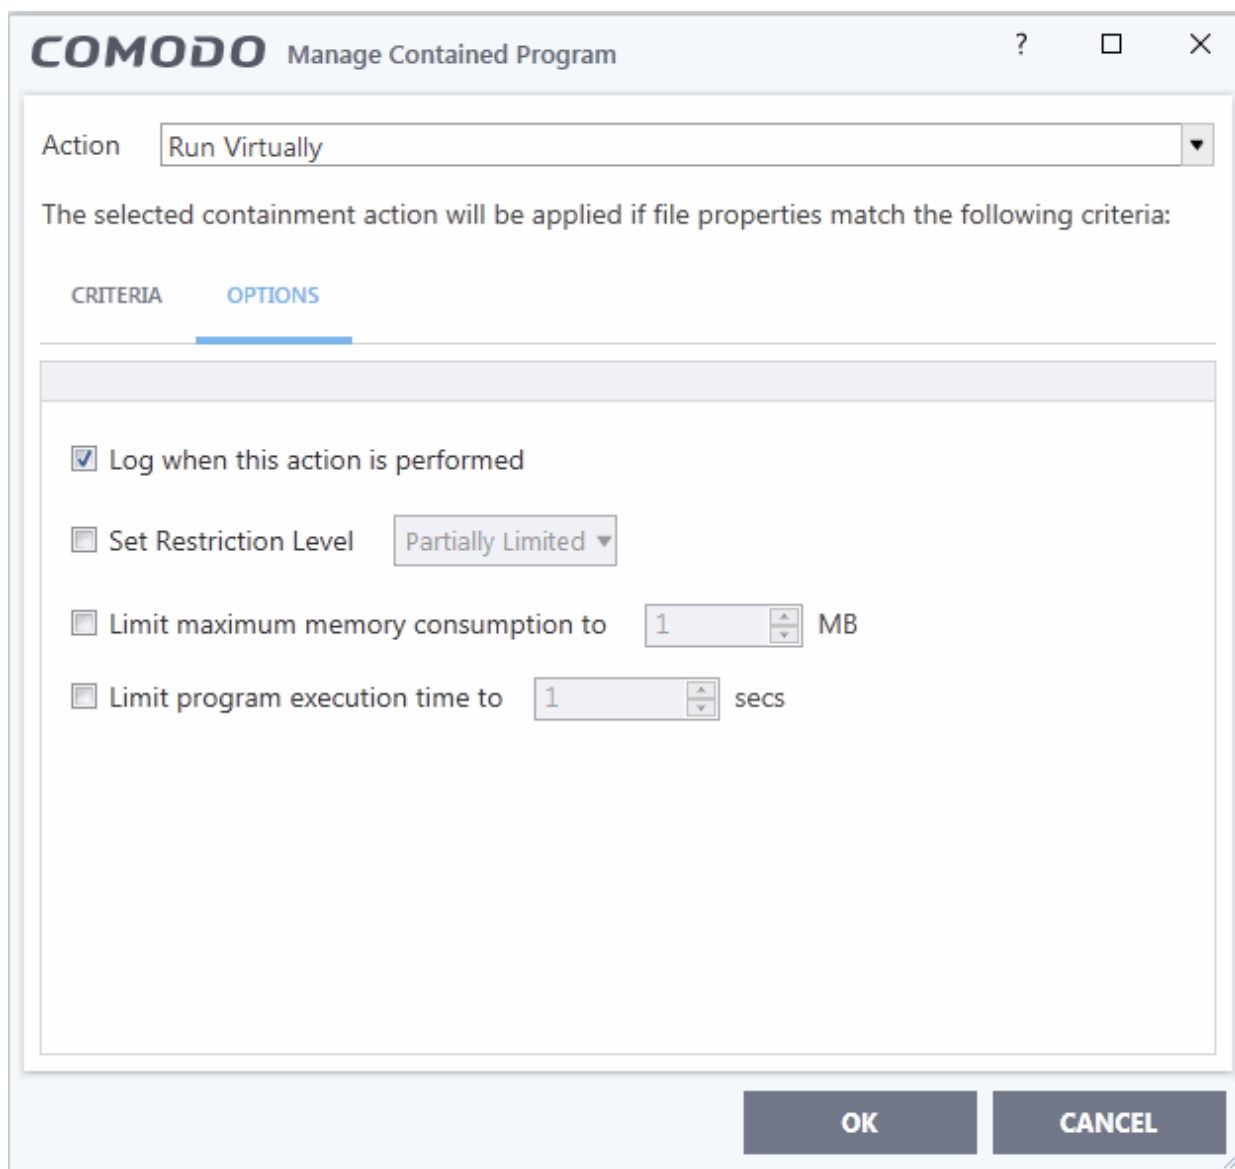 COMODO Manage Contained Program ?
Action Run Virtually
The selected containment action will be applied if file properties match the following criteria:
CRITERIA OPTIONS
Log when this action is performed
Set Restriction Level Partially Limited
Limit maximum memory consumption to 1 MB
Limit program execution time to 1 secs
OK CANCEL